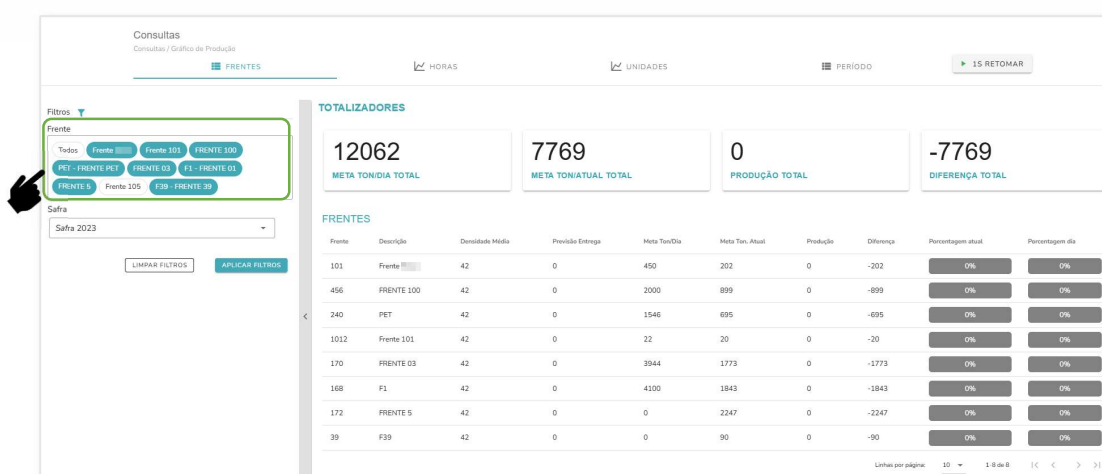 Consultas
Consultas / Gráfico de Produção
FRENTES HORAS UNIDADES PERÍODO 1S RETOMAR
Filtros
Frente
Todos Frente Frente 101 FRENTE 100
PET - FRENTE PET FRENTE 03 F1 - FRENTE 01
FRENTE 5 Frente 105 F39 - FRENTE 39
Safra
Safra 2023
LIMPAR FILTROS APLICAR FILTROS
TOTALIZADORES
12062 7769 0 -7769
META TON/DIA TOTAL META TON/ATUAL TOTAL PRODUÇÃO TOTAL DIFERENÇA TOTAL
FRENTES
Frente Descrição Densidade Média Previsão Entrega Meta Ton/Dia Meta Ton. Atual Produção Diferença Porcentagem atual Porcentagem dia
101 Frente 42 0 450 202 0 -202 0% 0%
456 FRENTE 100 42 0 2000 899 0 -899 0% 0%
240 PET 42 0 1546 695 0 -695 0% 0%
1012 Frente 101 42 0 22 20 0 -20 0% 0%
170 FRENTE 03 42 0 3944 1773 0 -1773 0% 0%
168 F1 42 0 4100 1843 0 -1843 0% 0%
172 FRENTE 5 42 0 0 2247 0 -2247 0% 0%
39 F39 42 0 0 90 0 -90 0% 0%
Linhas por página: 10 1-8 de 8